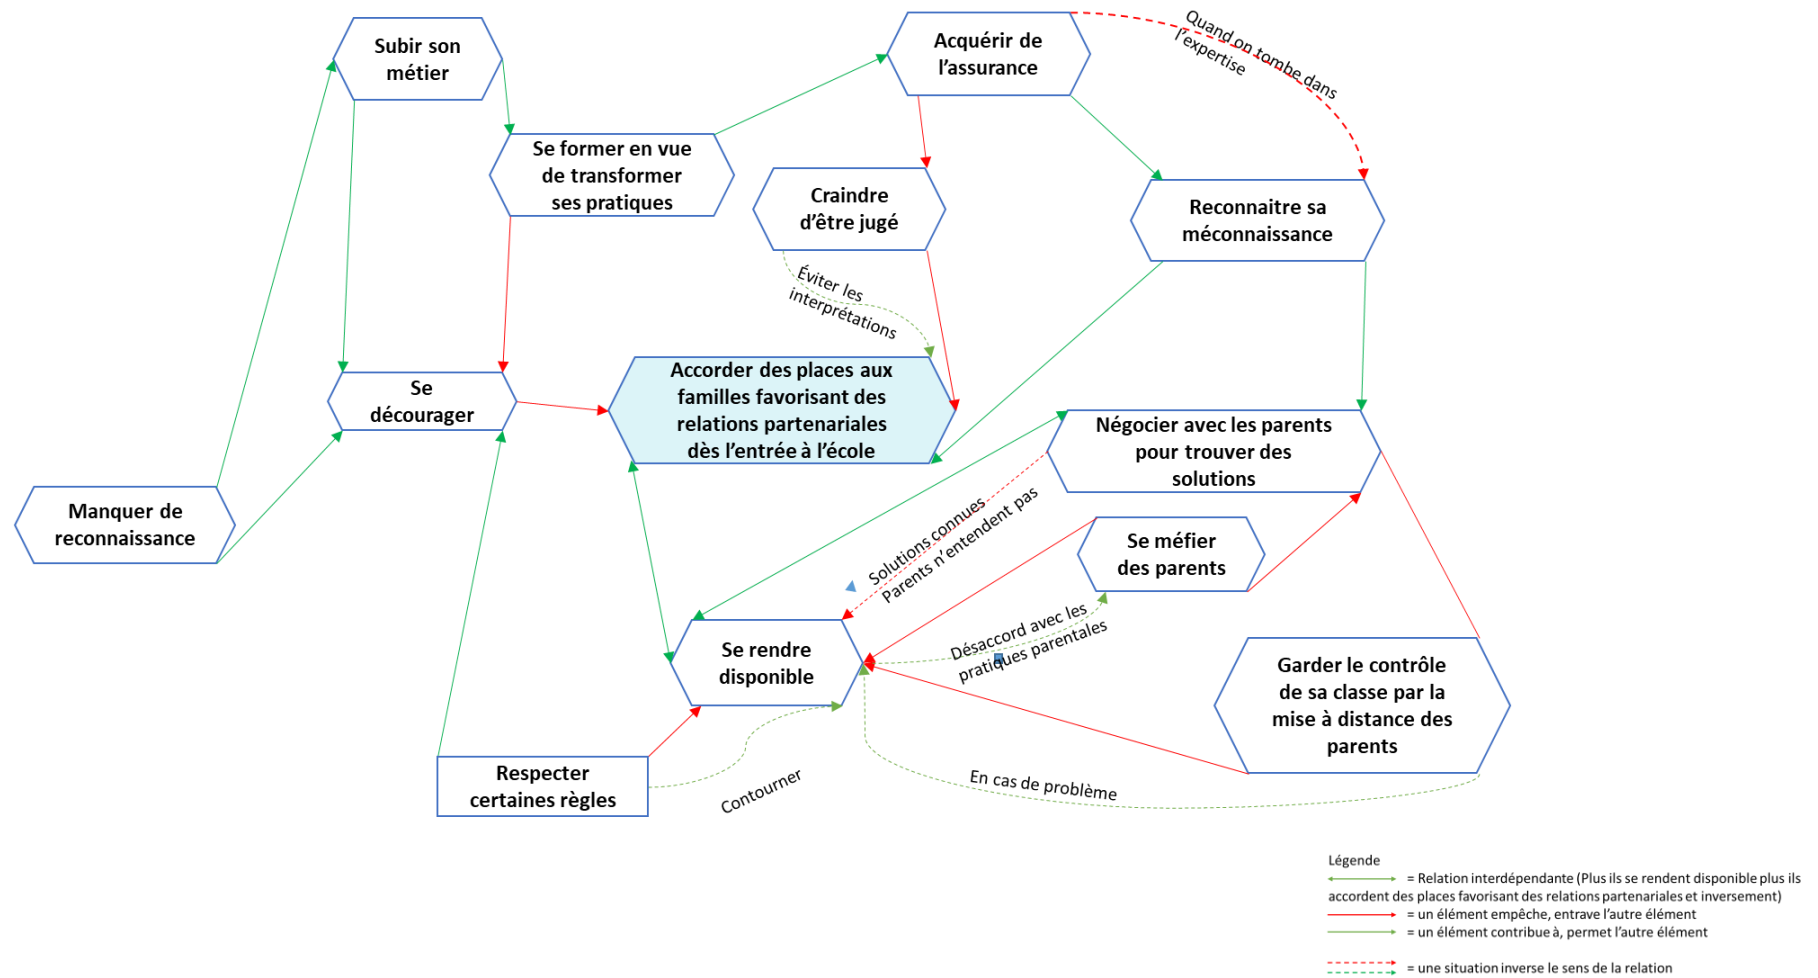 Subir son
métier
Acquérir de
l’assurance
Quand on tombe dans
l’expertise
Se former en vue
de transformer
ses pratiques
Craindre
d’être jugé
Reconnaitre sa
méconnaissance
Éviter les
interprétations
Se
décourager
Accorder des places aux
familles favorisant des
relations partenariales
dès l’entrée à l’école
Négocier avec les parents
pour trouver des
solutions
Manquer de
reconnaissance
Solutions connues
Parents n’entendent pas
Se méfier
des parents
Désaccord avec les
pratiques parentales
Se rendre
disponible
Garder le contrôle
de sa classe par la
mise à distance des
parents
Respecter
certaines règles
Contourner
En cas de problème
Légende
= Relation interdépendante (Plus ils se rendent disponible plus ils
accordent des places favorisant des relations partenariales et inversement)
= un élément empêche, entrave l’autre élément
= un élément contribue à, permet l’autre élément
= une situation inverse le sens de la relation